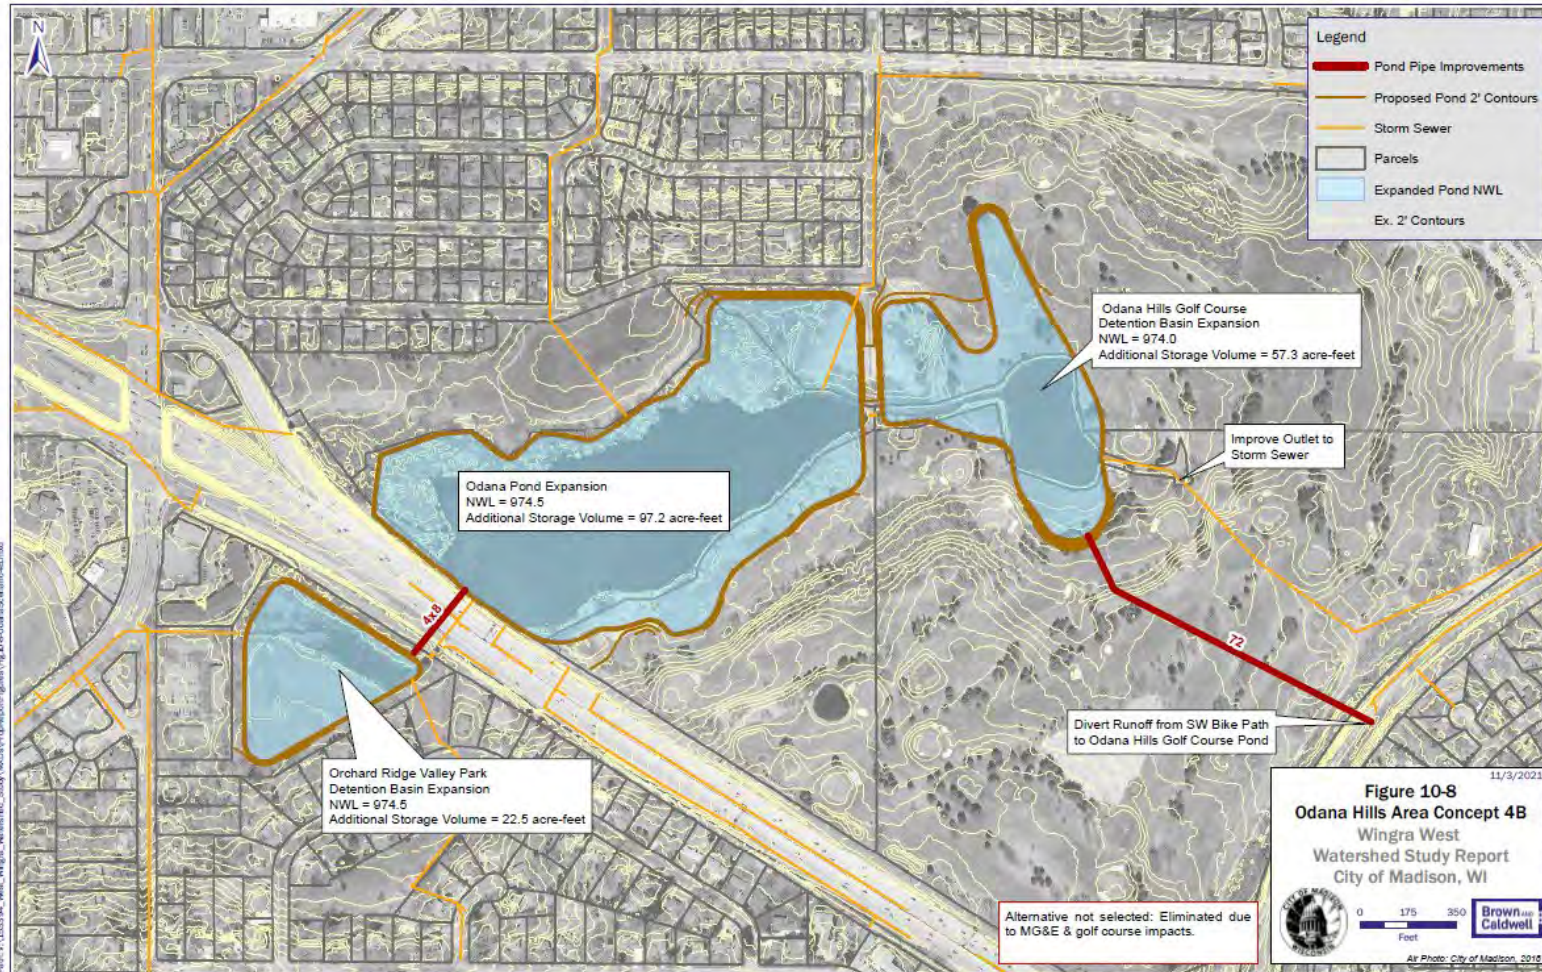 N
Legend
Pond Pipe Improvements
Proposed Pond 2' Contours
Storm Sewer
Parcels
Expanded Pond NWL
Ex. 2' Contours
Odana Hills Golf Course
Detention Basin Expansion
NWL = 974.0
Additional Storage Volume = 57.3 acre-feet
Improve Outlet to
Storm Sewer
Odana Pond Expansion
NWL = 974.5
Additional Storage Volume = 97.2 acre-feet
4x8
72
Divert Runoff from SW Bike Path
to Odana Hills Golf Course Pond
Orchard Ridge Valley Park
Detention Basin Expansion
NWL = 974.5
Additional Storage Volume = 22.5 acre-feet
Alternative not selected: Eliminated due
to MG&E & golf course impacts.
11/3/2021
Figure 10-8
Odana Hills Area Concept 4B
Wingra West
Watershed Study Report
City of Madison, WI
CITY OF MADISON
WISCONSIN
0 175 350
Feet
Brown AND
Caldwell
Air Photo: City of Madison, 2016